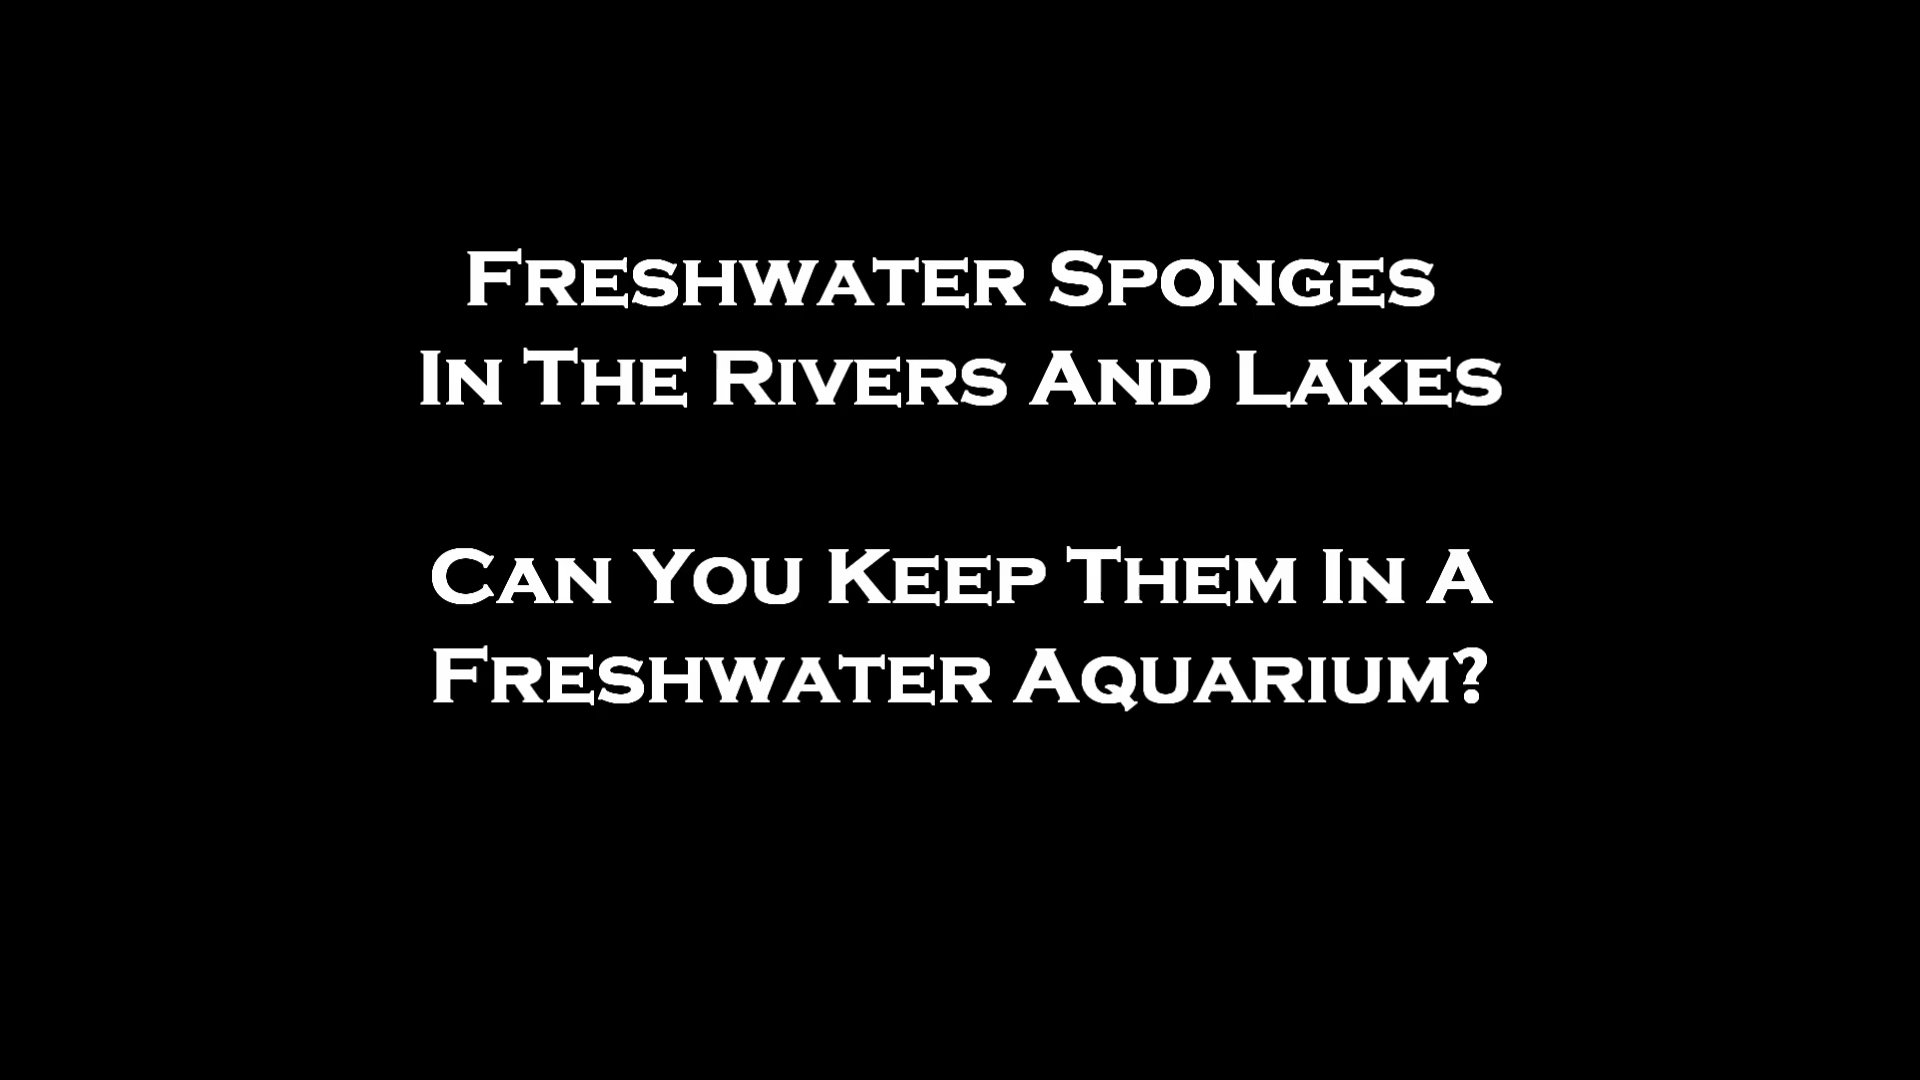 Freshwater Sponges
In The Rivers And Lakes
Can You Keep Them In A
Freshwater Aquarium?